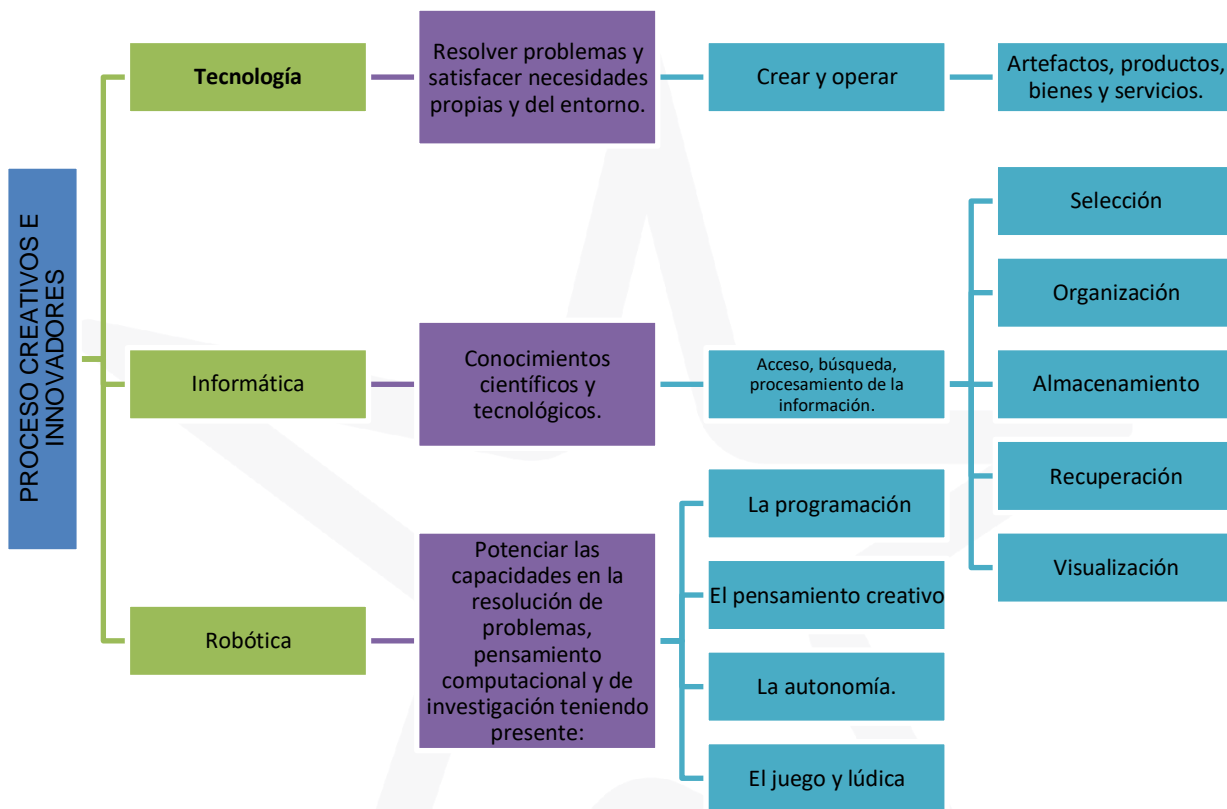 PROCESO CREATIVOS E
INNOVADORES
Tecnología
Resolver problemas y
satisfacer necesidades
propias y del entorno.
Crear y operar
Artefactos, productos,
bienes y servicios.
Informática
Conocimientos
científicos y
tecnológicos.
Acceso, búsqueda,
procesamiento de la
información.
Selección
Organización
Almacenamiento
Recuperación
Visualización
Robótica
Potenciar las
capacidades en la
resolución de
problemas,
pensamiento
computacional y de
investigación teniendo
presente:
La programación
El pensamiento creativo
La autonomía.
El juego y lúdica